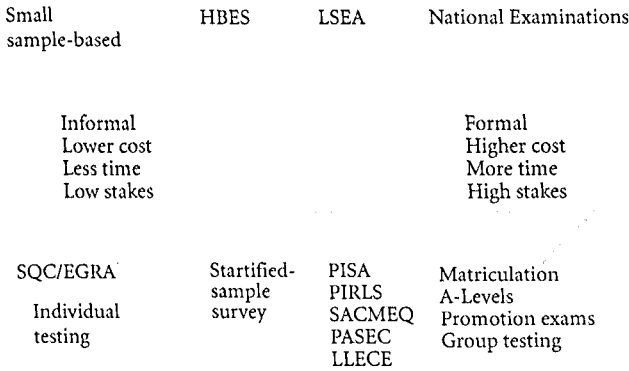 Small
sample-based
HBES
LSEA
National Examinations
Informal
Lower cost
Less time
Low stakes
Formal
Higher cost
More time
High stakes
SQC/EGRA
Individual
testing
Startified-
sample
survey
PISA
PIRLS
SACMEQ
PASEC
LLECE
Matriculation
A-Levels
Promotion exams
Group testing